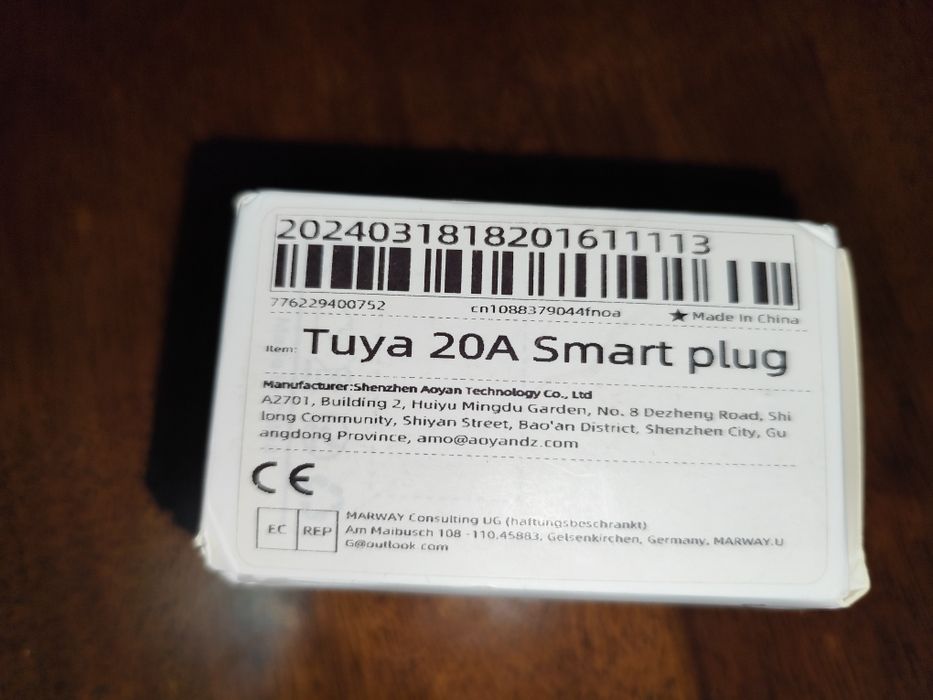 2024031818201611113
776229400752 cn1088379044fnoa ★ Made In China
Item: Tuya 20A Smart plug
Manufacturer:Shenzhen Aoyan Technology Co., Ltd
A2701, Building 2, Huiyu Mingdu Garden, No. 8 Dezheng Road, Shi
long Community, Shiyan Street, Bao'an District, Shenzhen City, Gu
angdong Province, amo@aoyandz.com
CE
EC REP
MARWAY Consulting UG (haftungsbeschrankt)
Am Maibusch 108 -110.45883, Gelsenkirchen, Germany. MARWAY.U
G@outlook com